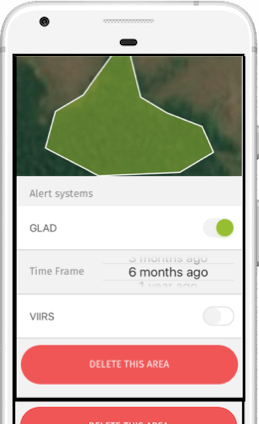 Alert systems
GLAD
3 months ago
Time Frame
6 months ago
1 year ago
VIIRS
DELETE THIS AREA
DELETE THIS AREA